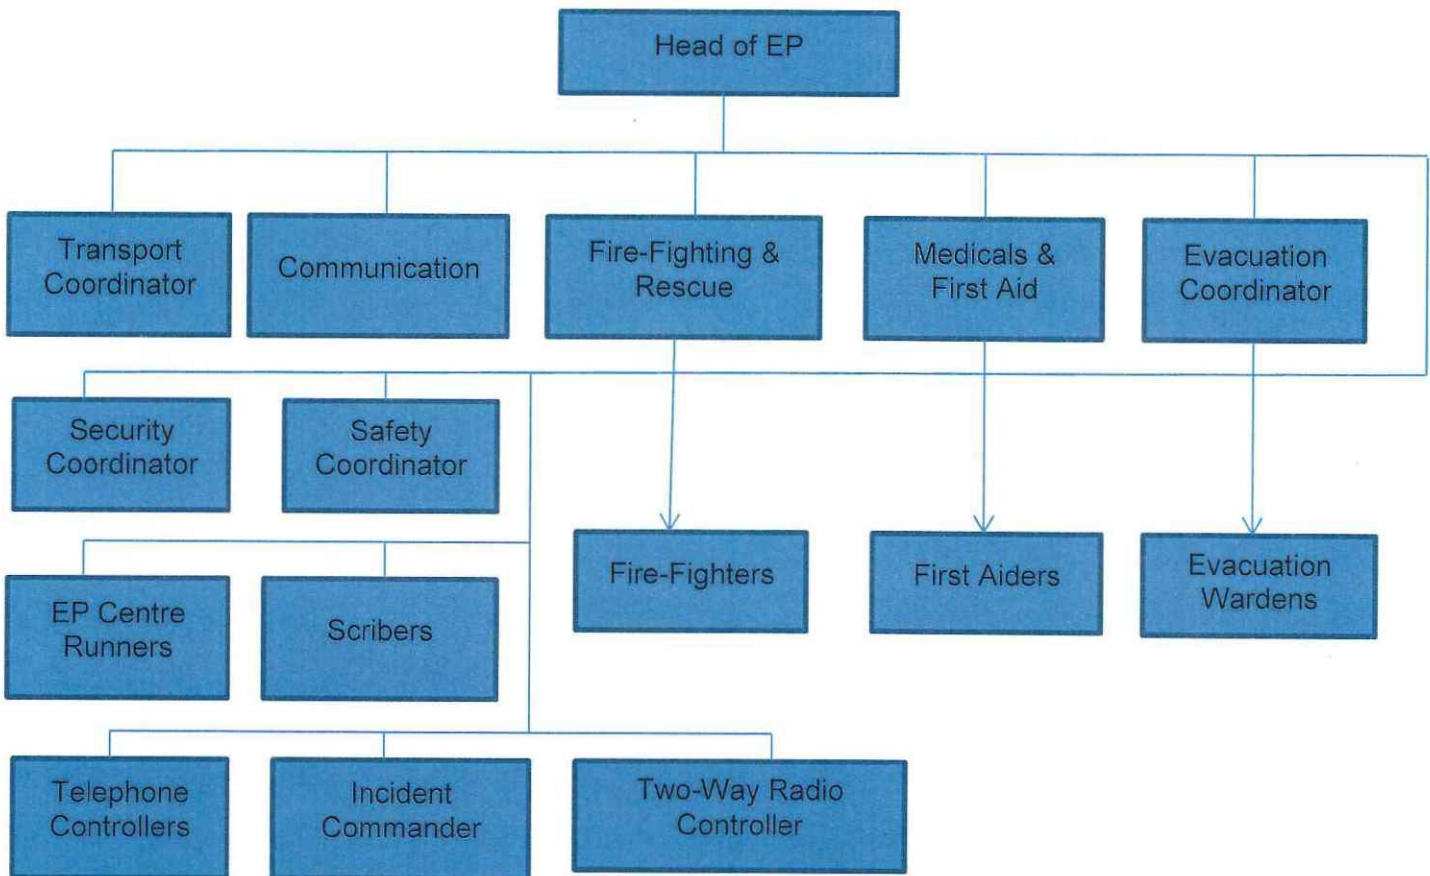 Head of EP
Transport
Coordinator
Communication
Fire-Fighting &
Rescue
Medicals &
First Aid
Evacuation
Coordinator
Security
Coordinator
Safety
Coordinator
Fire-Fighters
First Aiders
Evacuation
Wardens
EP Centre
Runners
Scribers
Telephone
Controllers
Incident
Commander
Two-Way Radio
Controller